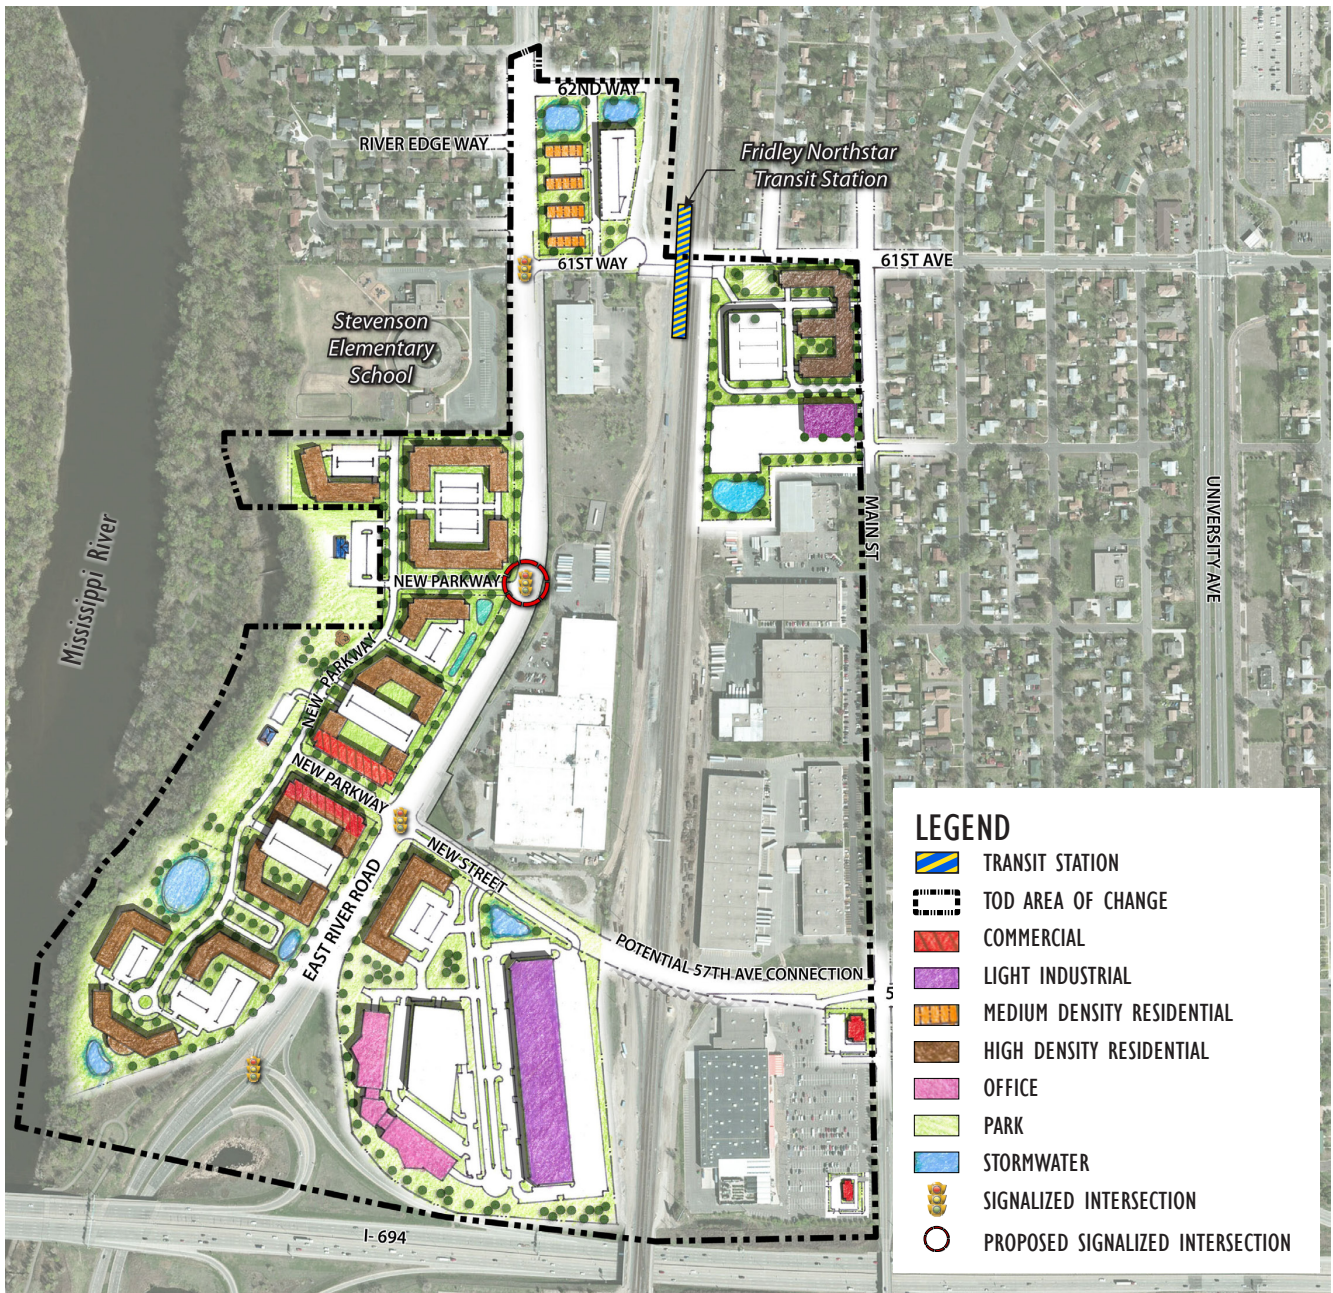 62ND WAY
RIVER EDGE WAY
Fridley Northstar
Transit Station
61ST WAY
61ST AVE
Stevenson
Elementary
School
MAIN ST
UNIVERSITY AVE
Mississippi River
NEW PARKWAY
NEW PARKWAY
NEW PARKWAY
NEW STREET
EAST RIVER ROAD
POTENTIAL 57TH AVE CONNECTION
5
I-694
LEGEND
TRANSIT STATION
TOD AREA OF CHANGE
COMMERCIAL
LIGHT INDUSTRIAL
MEDIUM DENSITY RESIDENTIAL
HIGH DENSITY RESIDENTIAL
OFFICE
PARK
STORMWATER
SIGNALIZED INTERSECTION
PROPOSED SIGNALIZED INTERSECTION